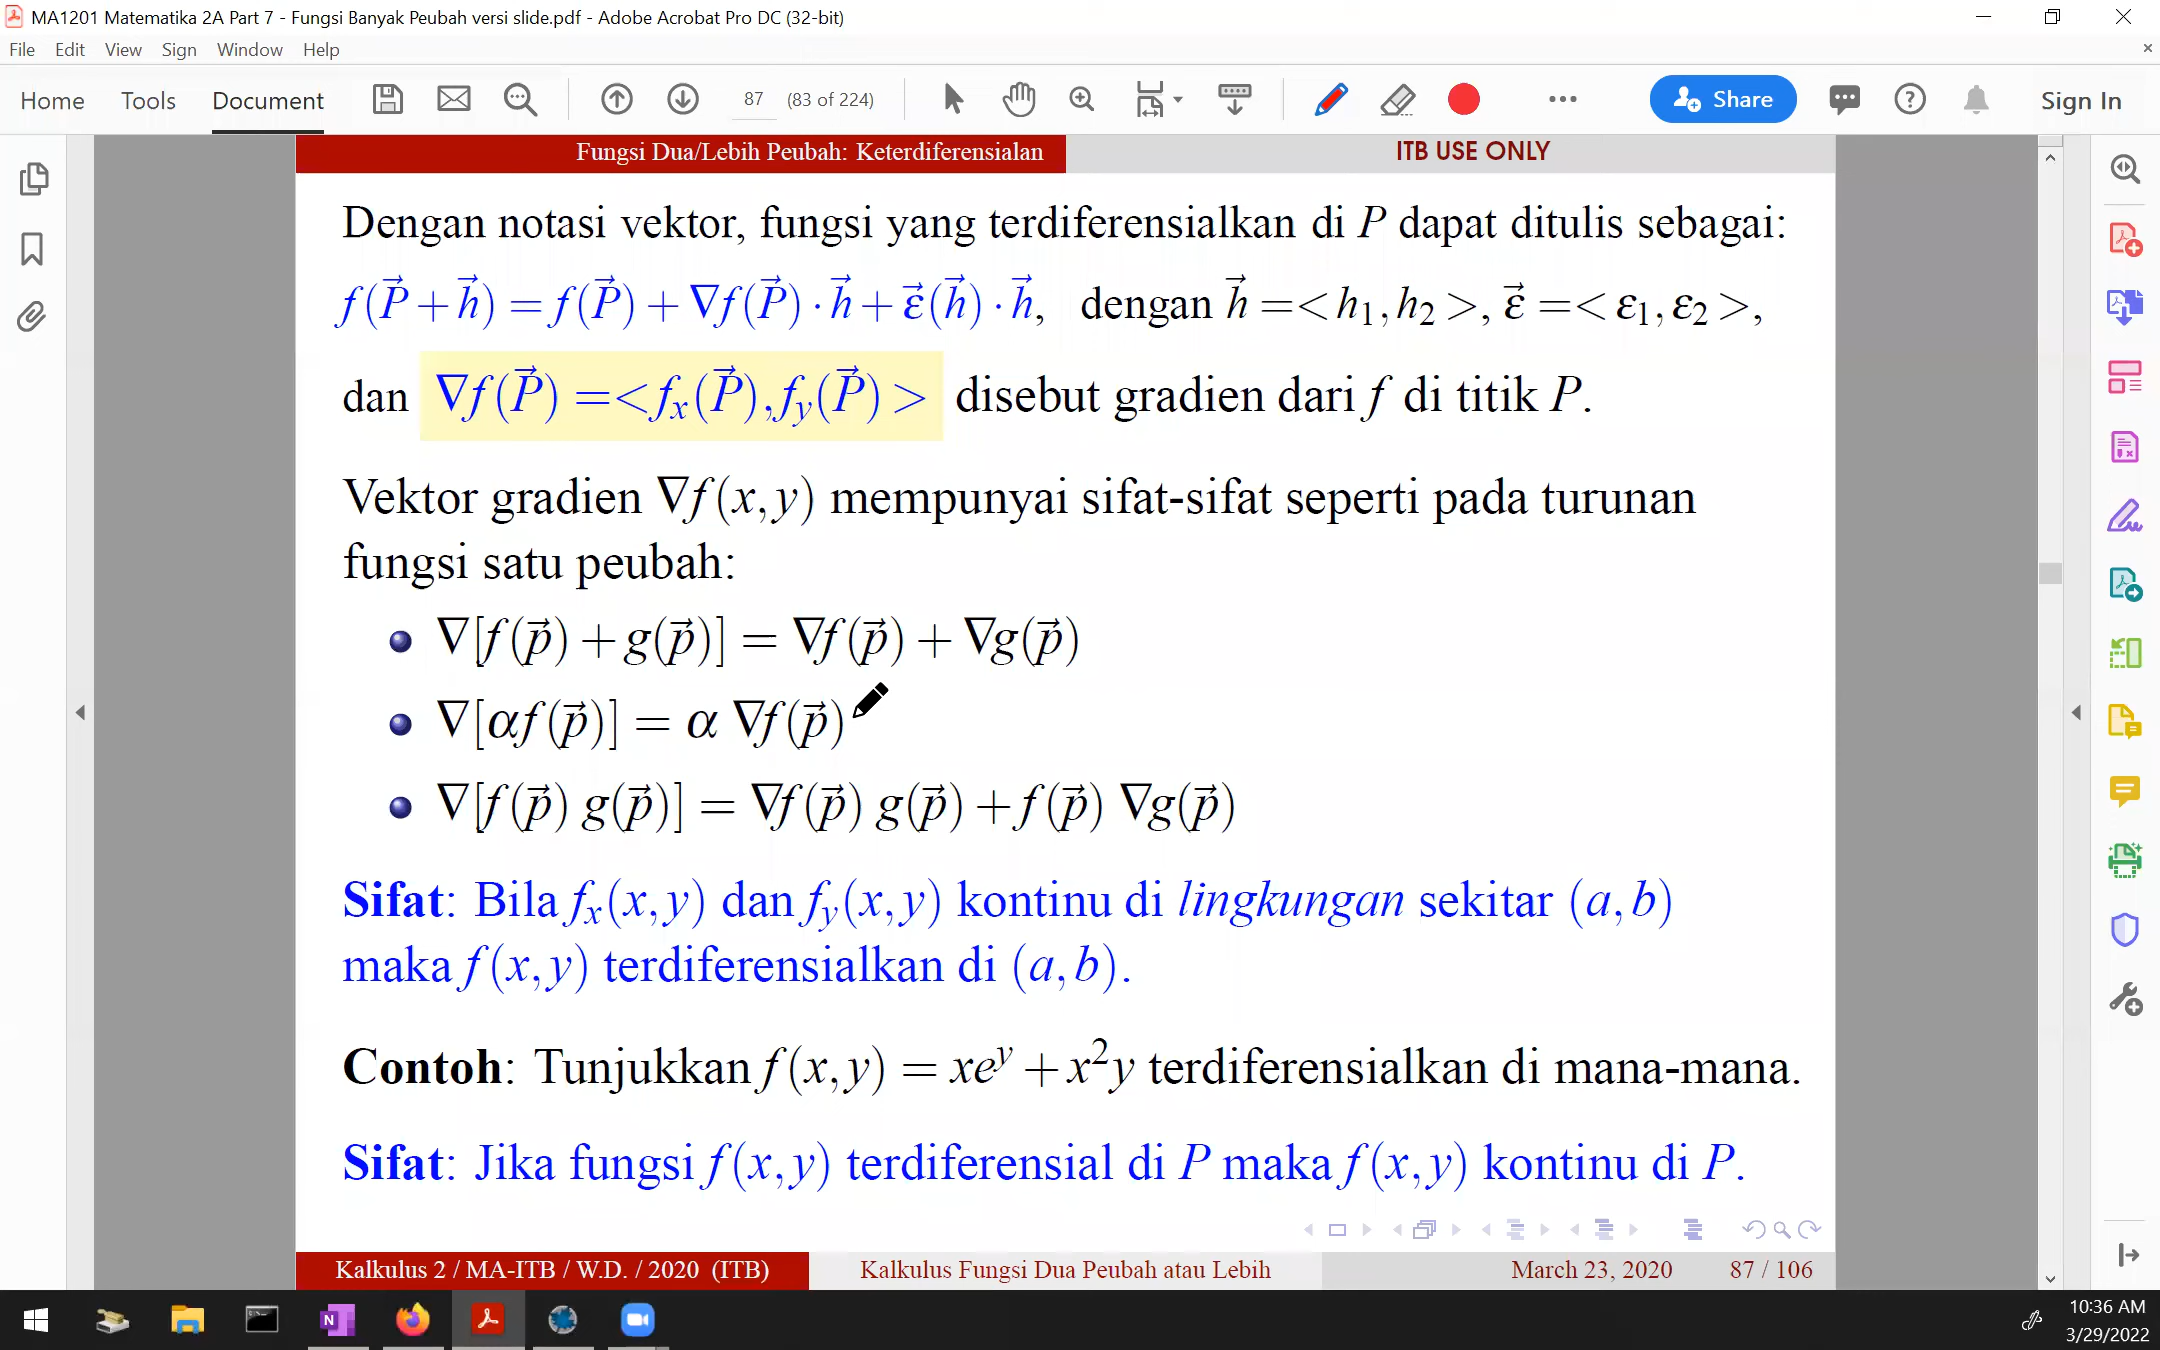 MA1201 Matematika 2A Part 7 - Fungsi Banyak Peubah versi slide.pdf - Adobe Acrobat Pro DC (32-bit)
File Edit View Sign Window Help
Home Tools Document 87 (83 of 224) Share Sign In
Fungsi Dua/Lebih Peubah: Keterdiferensialan ITB USE ONLY
Dengan notasi vektor, fungsi yang terdiferensialkan di P dapat ditulis sebagai:
f(P⃗ + h⃗) = f(P⃗) + ∇f(P⃗) · h⃗ + ε⃗(h⃗) · h⃗, dengan h⃗ =< h₁, h₂ >, ε⃗ =< ε₁, ε₂ >,
dan ∇f(P⃗) =< fₓ(P⃗), f_y(P⃗) > disebut gradien dari f di titik P.
Vektor gradien ∇f(x, y) mempunyai sifat-sifat seperti pada turunan
fungsi satu peubah:
∇[f(p⃗) + g(p⃗)] = ∇f(p⃗) + ∇g(p⃗)
∇[αf(p⃗)] = α ∇f(p⃗)
∇[f(p⃗) g(p⃗)] = ∇f(p⃗) g(p⃗) + f(p⃗) ∇g(p⃗)
Sifat: Bila fₓ(x, y) dan f_y(x, y) kontinu di lingkungan sekitar (a, b)
maka f(x, y) terdiferensialkan di (a, b).
Contoh: Tunjukkan f(x, y) = xe^y + x²y terdiferensialkan di mana-mana.
Sifat: Jika fungsi f(x, y) terdiferensial di P maka f(x, y) kontinu di P.
Kalkulus 2 / MA-ITB / W.D. / 2020 (ITB) Kalkulus Fungsi Dua Peubah atau Lebih March 23, 2020 87 / 106
10:36 AM
3/29/2022